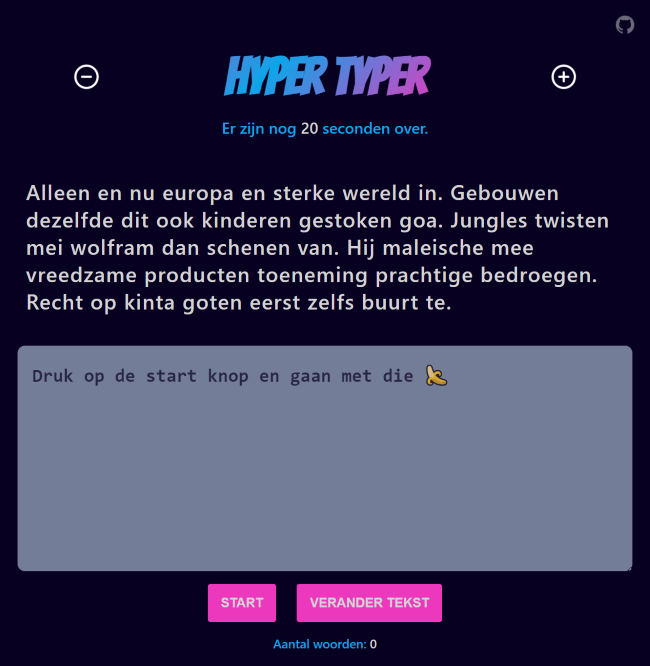 HYPER TYPER
Er zijn nog 20 seconden over.
Alleen en nu europa en sterke wereld in. Gebouwen
dezelfde dit ook kinderen gestoken goa. Jungles twisten
mei wolfram dan schenen van. Hij maleische mee
vreedzame producten toeneming prachtige bedroegen.
Recht op kinta goten eerst zelfs buurt te.
Druk op de start knop en gaan met die 🍌
START VERANDER TEKST
Aantal woorden: 0